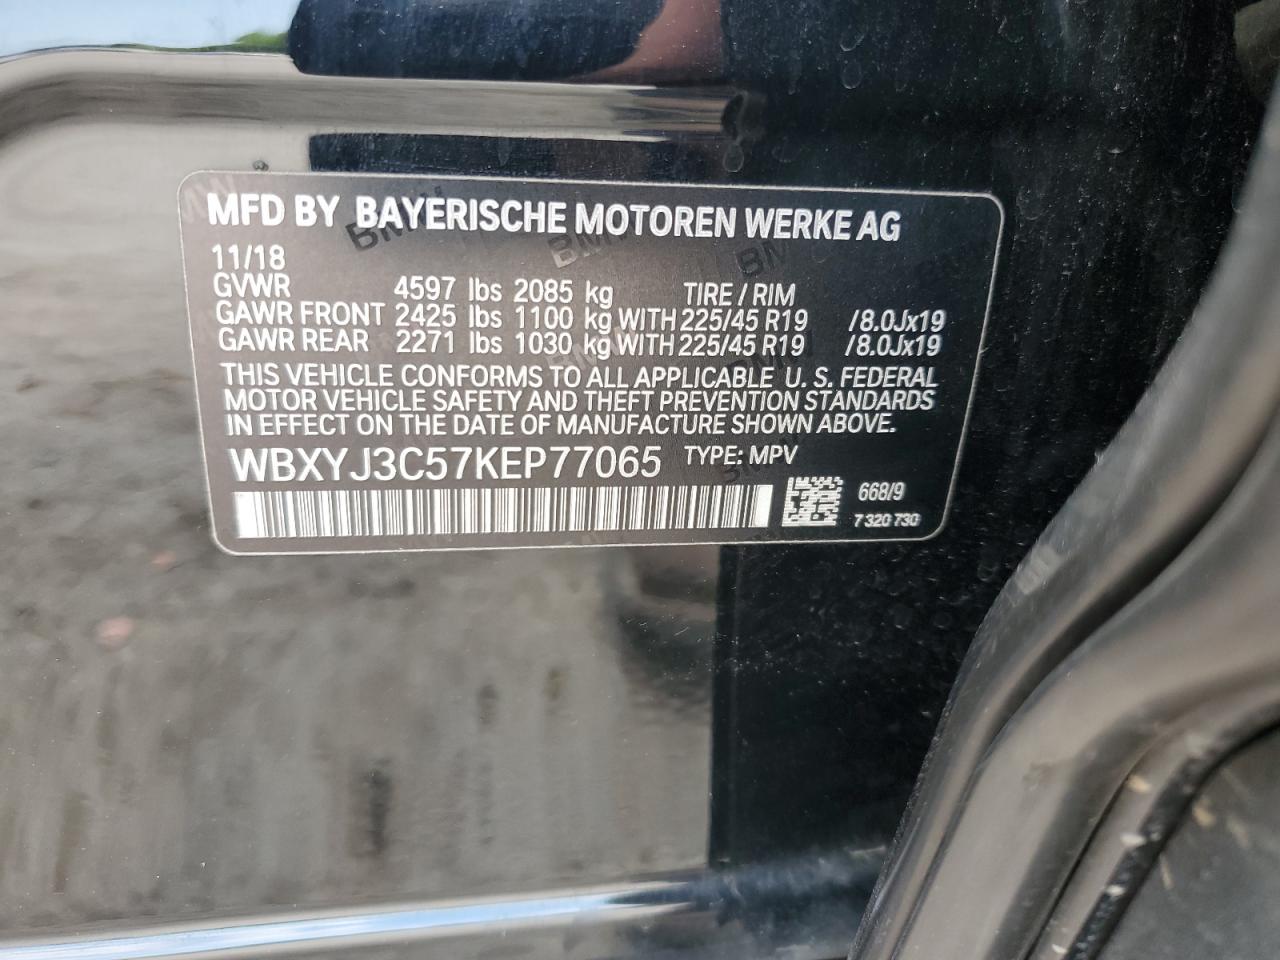 MFD BY BAYERISCHE MOTOREN WERKE AG
11/18
GVWR 4597 lbs 2085 kg TIRE / RIM
GAWR FRONT 2425 lbs 1100 kg WITH 225/45 R19 /8.0Jx19
GAWR REAR 2271 lbs 1030 kg WITH 225/45 R19 /8.0Jx19
THIS VEHICLE CONFORMS TO ALL APPLICABLE U. S. FEDERAL
MOTOR VEHICLE SAFETY AND THEFT PREVENTION STANDARDS
IN EFFECT ON THE DATE OF MANUFACTURE SHOWN ABOVE.
WBXYJ3C57KEP77065 TYPE: MPV
668/9
7 320 730